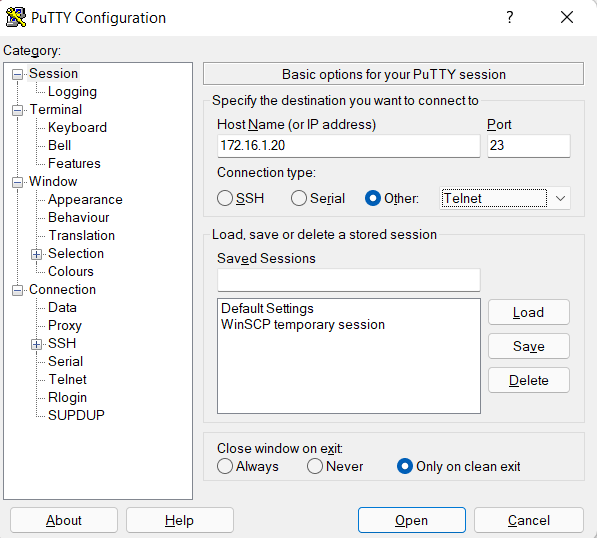 PuTTY Configuration
?
Category:
Session
Logging
Terminal
Keyboard
Bell
Features
Window
Appearance
Behaviour
Translation
Selection
Colours
Connection
Data
Proxy
SSH
Serial
Telnet
Rlogin
SUPDUP
Basic options for your PuTTY session
Specify the destination you want to connect to
Host Name (or IP address) Port
172.16.1.20 23
Connection type:
SSH Serial Other: Telnet
Load, save or delete a stored session
Saved Sessions
Default Settings
WinSCP temporary session
Load
Save
Delete
Close window on exit:
Always Never Only on clean exit
About Help Open Cancel